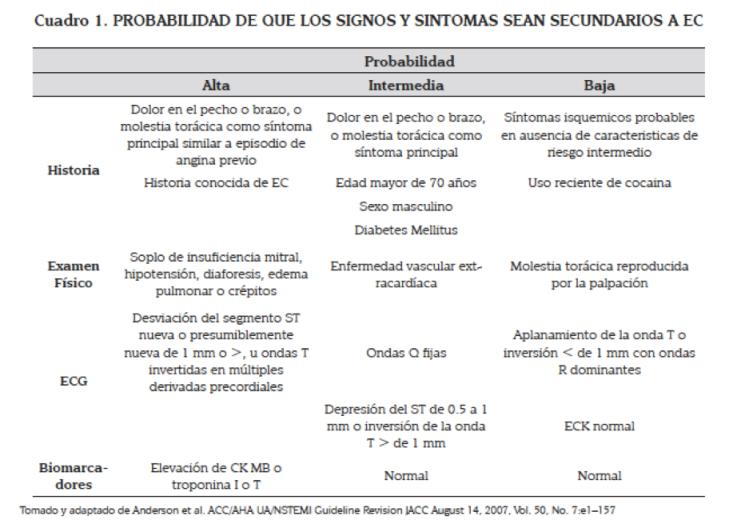 Cuadro 1. PROBABILIDAD DE QUE LOS SIGNOS Y SINTOMAS SEAN SECUNDARIOS A EC
Probabilidad
Alta Intermedia Baja
Historia
Dolor en el pecho o brazo, o
molestia torácica como síntoma
principal similar a episodio de
angina previo
Dolor en el pecho o brazo,
o molestia torácica como
síntoma principal
Síntomas isquemicos probables
en ausencia de caracteristicas de
riesgo intermedio
Historia conocida de EC
Edad mayor de 70 años
Uso reciente de cocaina
Sexo masculino
Diabetes Mellitus
Examen
Físico
Soplo de insuficiencia mitral,
hipotensión, diaforesis, edema
pulmonar o crépitos
Enfermedad vascular ext-
racardíaca
Molestia torácica reproducida
por la palpación
ECG
Desviación del segmento ST
nueva o presumiblemente
nueva de 1 mm o >, u ondas T
invertidas en múltiples
derivadas precordiales
Ondas Q fijas
Aplanamiento de la onda T o
inversión < de 1 mm con ondas
R dominantes
Depresión del ST de 0.5 a 1
mm o inversión de la onda
T > de 1 mm
ECK normal
Biomarca-
dores
Elevación de CK MB o
troponina I o T
Normal
Normal
Tomado y adaptado de Anderson et al. ACC/AHA UA/NSTEMI Guideline Revision JACC August 14, 2007, Vol. 50, No. 7:e1–157